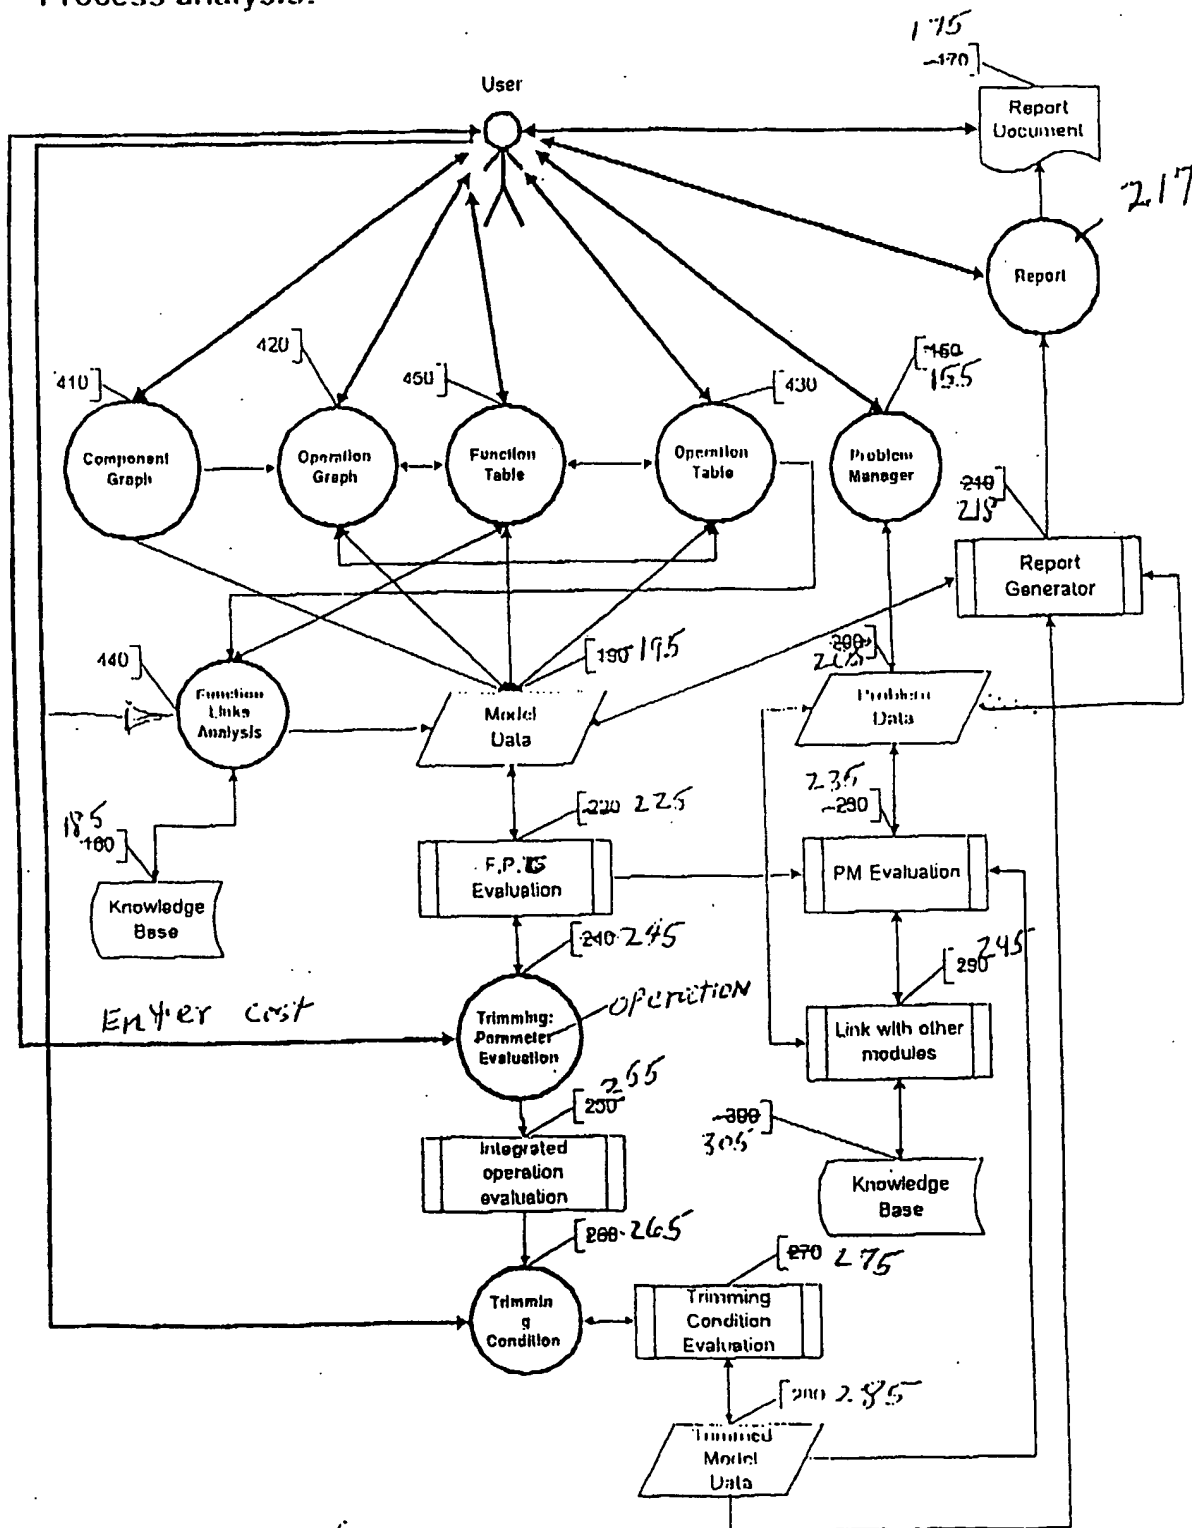 Process analysis.
175
170
User
Report
Document
217
Report
420
160
155
410
450
430
Component
Graph
Operation
Graph
Function
Table
Operation
Table
Problem
Manager
210
215
Report
Generator
190 195
200
440
Function
Links
Analysis
Model
Data
Problem
Data
235
230
220 225
185
180
F.P.
Evaluation
PM Evaluation
Knowledge
Base
240 245
245
290
Enter cost
OPERATION
Trimming:
Parameter
Evaluation
Link with other
modules
255
250
300
305
Integrated
operation
evaluation
Knowledge
Base
260 265
270 275
Trimmin
g
Condition
Trimming
Condition
Evaluation
280 285
Trimmed
Model
Data